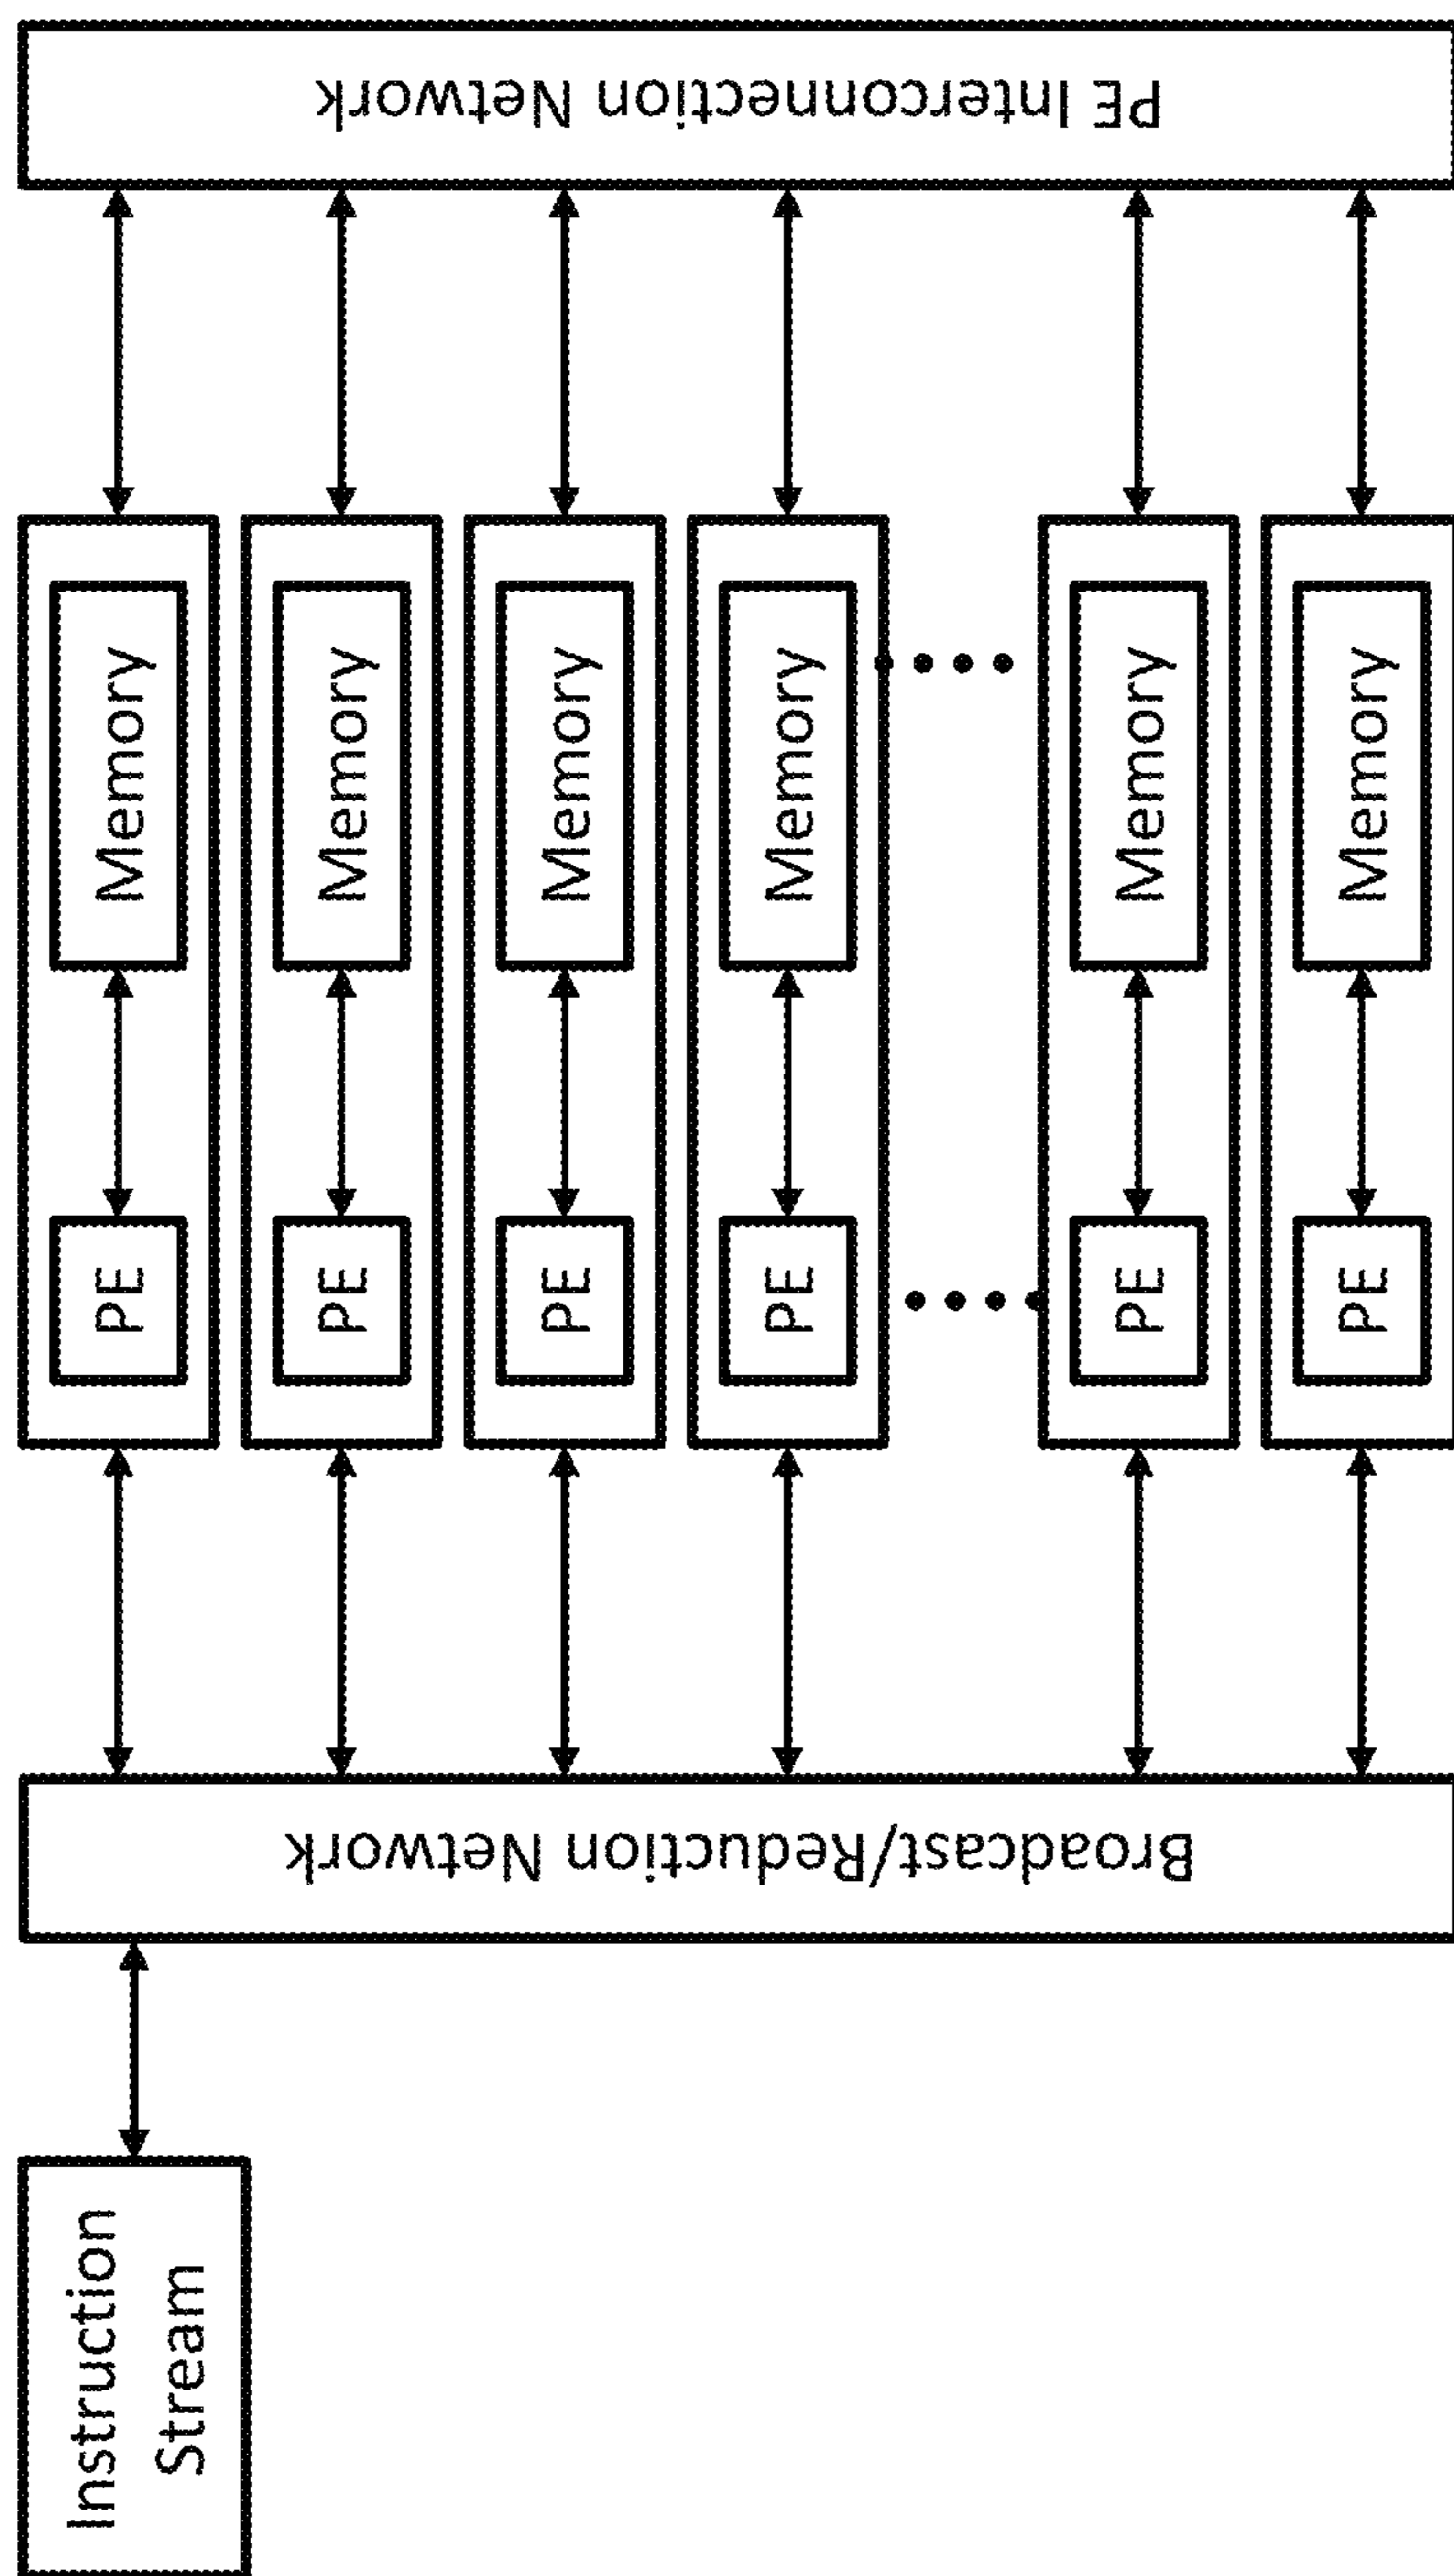 Instruction
Stream
Broadcast/Reduction Network
PE
Memory
PE
Memory
PE
Memory
PE
Memory
PE
Memory
PE
Memory
PE Interconnection Network